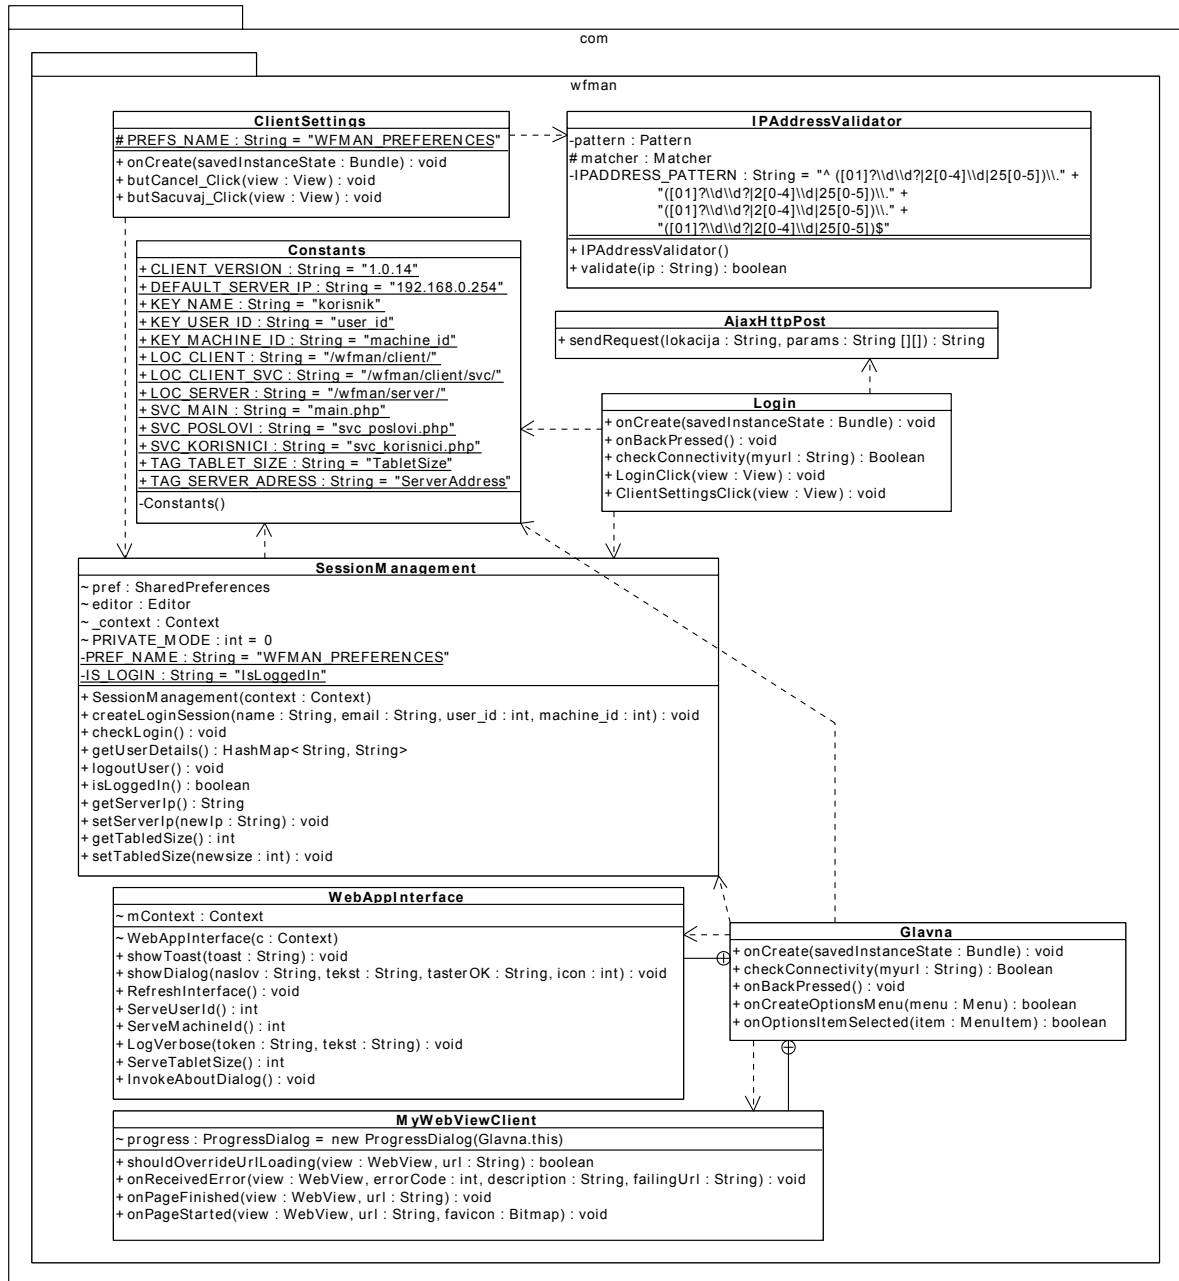 com
wfman
ClientSettings
# PREFS_NAME : String = "WFMAN_PREFERENCES"
+ onCreate(savedInstanceState : Bundle) : void
+ butCancel_Click(view : View) : void
+ butSacuvaj_Click(view : View) : void
IPAddressValidator
-pattern : Pattern
# matcher : Matcher
-IPADDRESS_PATTERN : String = "^ ([01]?\\d\\d?|2[0-4]\\d|25[0-5])\\." +
"([01]?\\d\\d?|2[0-4]\\d|25[0-5])\\." +
"([01]?\\d\\d?|2[0-4]\\d|25[0-5])\\." +
"([01]?\\d\\d?|2[0-4]\\d|25[0-5])$"
+ IPAddressValidator()
+ validate(ip : String) : boolean
Constants
+ CLIENT_VERSION : String = "1.0.14"
+ DEFAULT_SERVER_IP : String = "192.168.0.254"
+ KEY_NAME : String = "korisnik"
+ KEY_USER_ID : String = "user_id"
+ KEY_MACHINE_ID : String = "machine_id"
+ LOC_CLIENT : String = "/wfman/client/"
+ LOC_CLIENT_SVC : String = "/wfman/client/svc/"
+ LOC_SERVER : String = "/wfman/server/"
+ SVC_MAIN : String = "main.php"
+ SVC_POSLOVI : String = "svc_poslovi.php"
+ SVC_KORISNICI : String = "svc_korisnici.php"
+ TAG_TABLET_SIZE : String = "TabletSize"
+ TAG_SERVER_ADRESS : String = "ServerAddress"
-Constants()
AjaxHttpPost
+ sendRequest(lokacija : String, params : String [][]) : String
Login
+ onCreate(savedInstanceState : Bundle) : void
+ onBackPressed() : void
+ checkConnectivity(myurl : String) : Boolean
+ LoginClick(view : View) : void
+ ClientSettingsClick(view : View) : void
SessionManagement
~ pref : SharedPreferences
~ editor : Editor
~ _context : Context
~ PRIVATE_MODE : int = 0
-PREF_NAME : String = "WFMAN_PREFERENCES"
-IS_LOGIN : String = "IsLoggedIn"
+ SessionManagement(context : Context)
+ createLoginSession(name : String, email : String, user_id : int, machine_id : int) : void
+ checkLogin() : void
+ getUserDetails() : HashMap< String, String>
+ logoutUser() : void
+ isLoggedIn() : boolean
+ getServerIp() : String
+ setServerIp(newIp : String) : void
+ getTabledSize() : int
+ setTabledSize(newsize : int) : void
WebAppInterface
~ mContext : Context
~ WebAppInterface(c : Context)
+ showToast(toast : String) : void
+ showDialog(naslov : String, tekst : String, tasterOK : String, icon : int) : void
+ RefreshInterface() : void
+ ServeUserId() : int
+ ServeMachineId() : int
+ LogVerbose(token : String, tekst : String) : void
+ ServeTabletSize() : int
+ InvokeAboutDialog() : void
Glavna
+ onCreate(savedInstanceState : Bundle) : void
+ checkConnectivity(myurl : String) : Boolean
+ onBackPressed() : void
+ onCreateOptionsMenu(menu : Menu) : boolean
+ onOptionsItemSelected(item : MenuItem) : boolean
MyWebViewClient
~ progress : ProgressDialog = new ProgressDialog(Glavna.this)
+ shouldOverrideUrlLoading(view : WebView, url : String) : boolean
+ onReceivedError(view : WebView, errorCode : int, description : String, failingUrl : String) : void
+ onPageFinished(view : WebView, url : String) : void
+ onPageStarted(view : WebView, url : String, favicon : Bitmap) : void